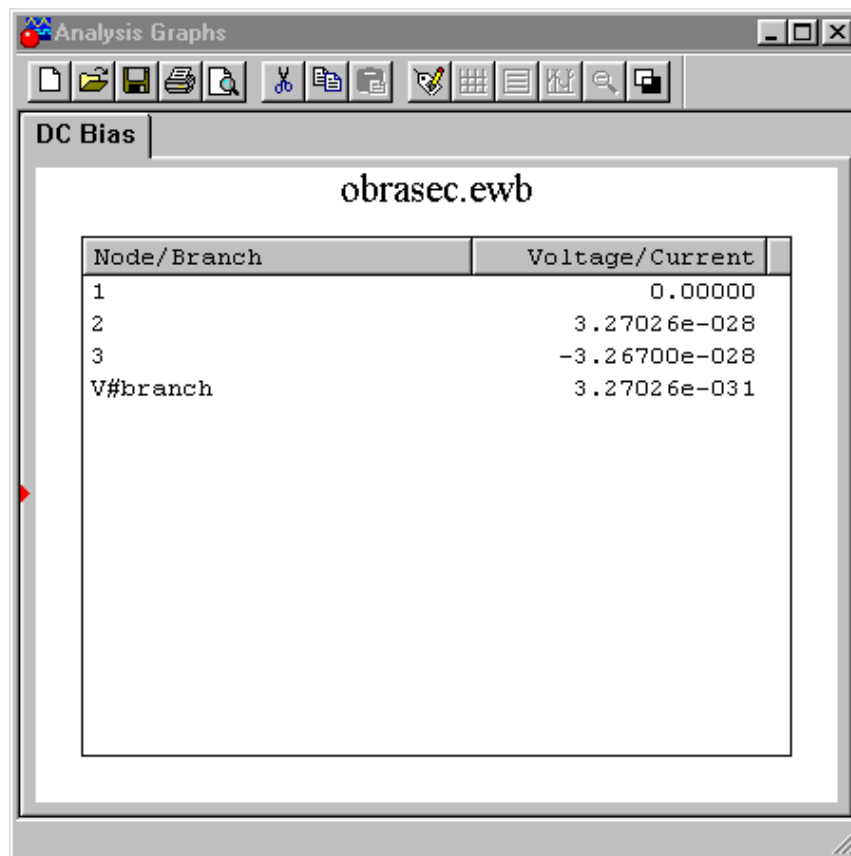 Analysis Graphs
DC Bias
obrasec.ewb
Node/Branch Voltage/Current
1 0.00000
2 3.27026e-028
3 -3.26700e-028
V#branch 3.27026e-031